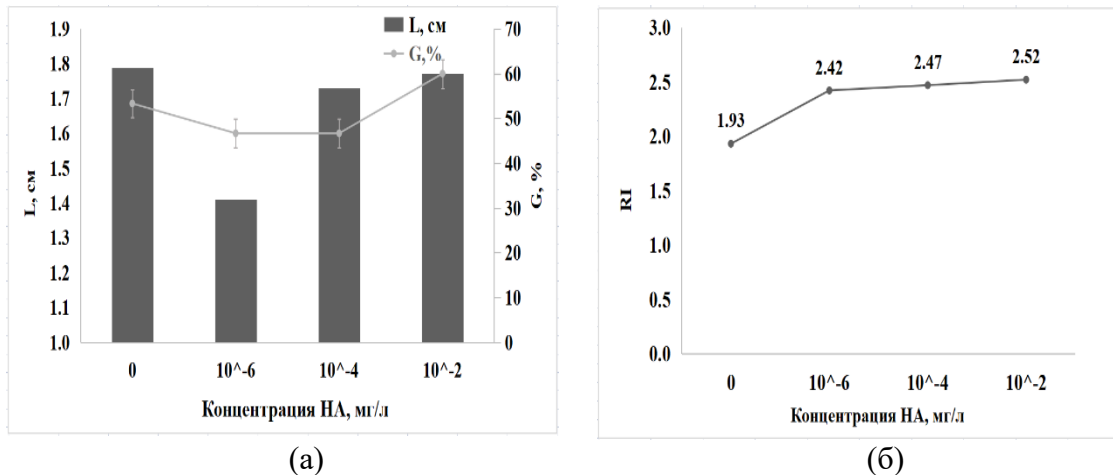 1.9
1.8
1.7
1.6
1.5
1.4
1.3
1.2
1.1
1.0
L, см
L, см
G,%
70
60
50
40
30
20
10
0
G, %
0 10^-6 10^-4 10^-2
Концентрация НА, мг/л
(а)
3.0
2.5
2.0
1.5
1.0
0.5
0.0
RI
1.93
2.42
2.47
2.52
0 10^-6 10^-4 10^-2
Концентрация НА, мг/л
(б)